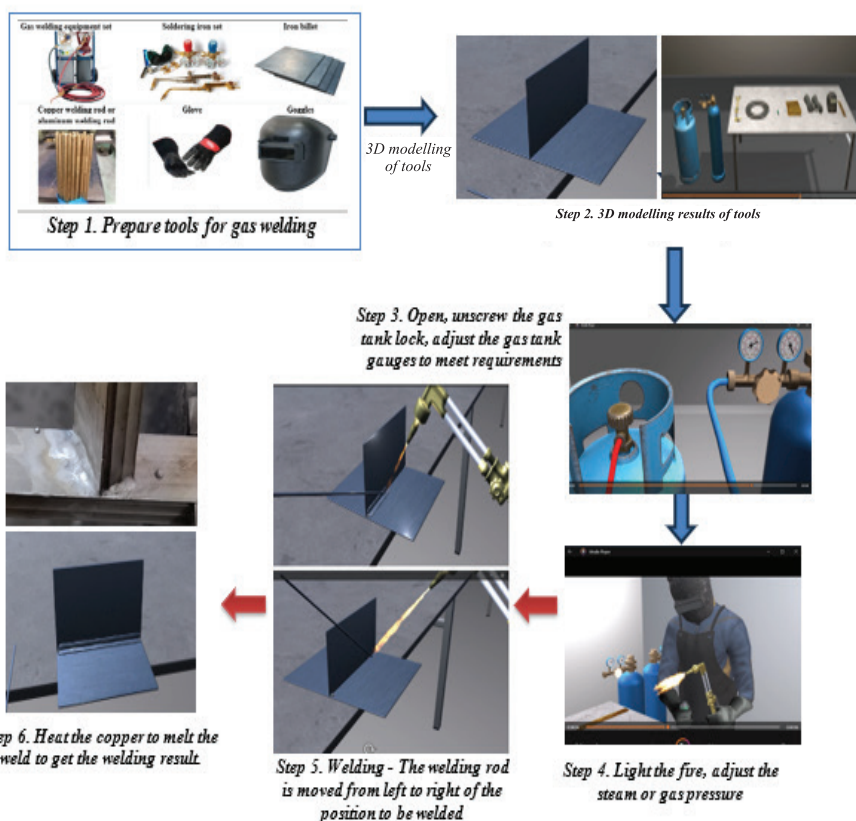 Gas welding equipment set
Soldering iron set
Iron billet
Copper welding rod or
aluminum welding rod
Glove
Goggles
Step 1. Prepare tools for gas welding
3D modelling
of tools
Step 2. 3D modelling results of tools
Step 3. Open, unscrew the gas
tank lock, adjust the gas tank
gauges to meet requirements
Step 4. Light the fire, adjust the
steam or gas pressure
Step 5. Welding - The welding rod
is moved from left to right of the
position to be welded
ep 6. Heat the copper to melt the
weld to get the welding result.